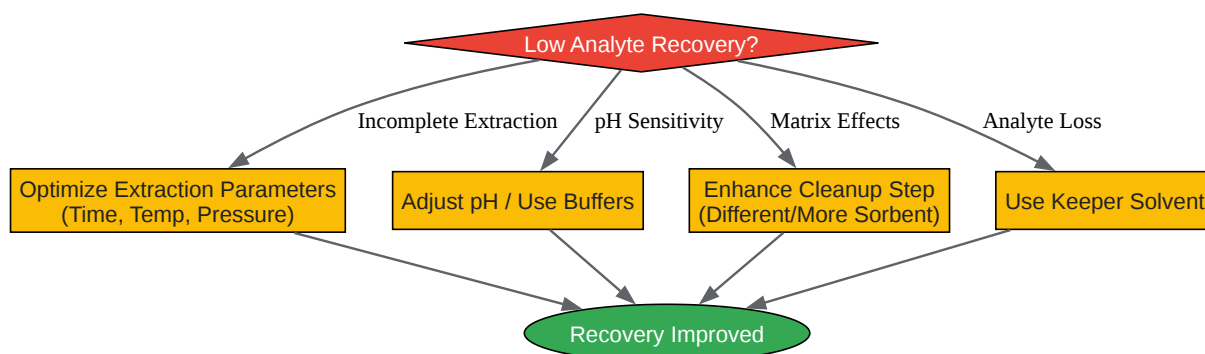 Low Analyte Recovery?
Incomplete Extraction
pH Sensitivity
Matrix Effects
Analyte Loss
Optimize Extraction Parameters
(Time, Temp, Pressure)
Adjust pH / Use Buffers
Enhance Cleanup Step
(Different/More Sorbent)
Use Keeper Solvent
Recovery Improved